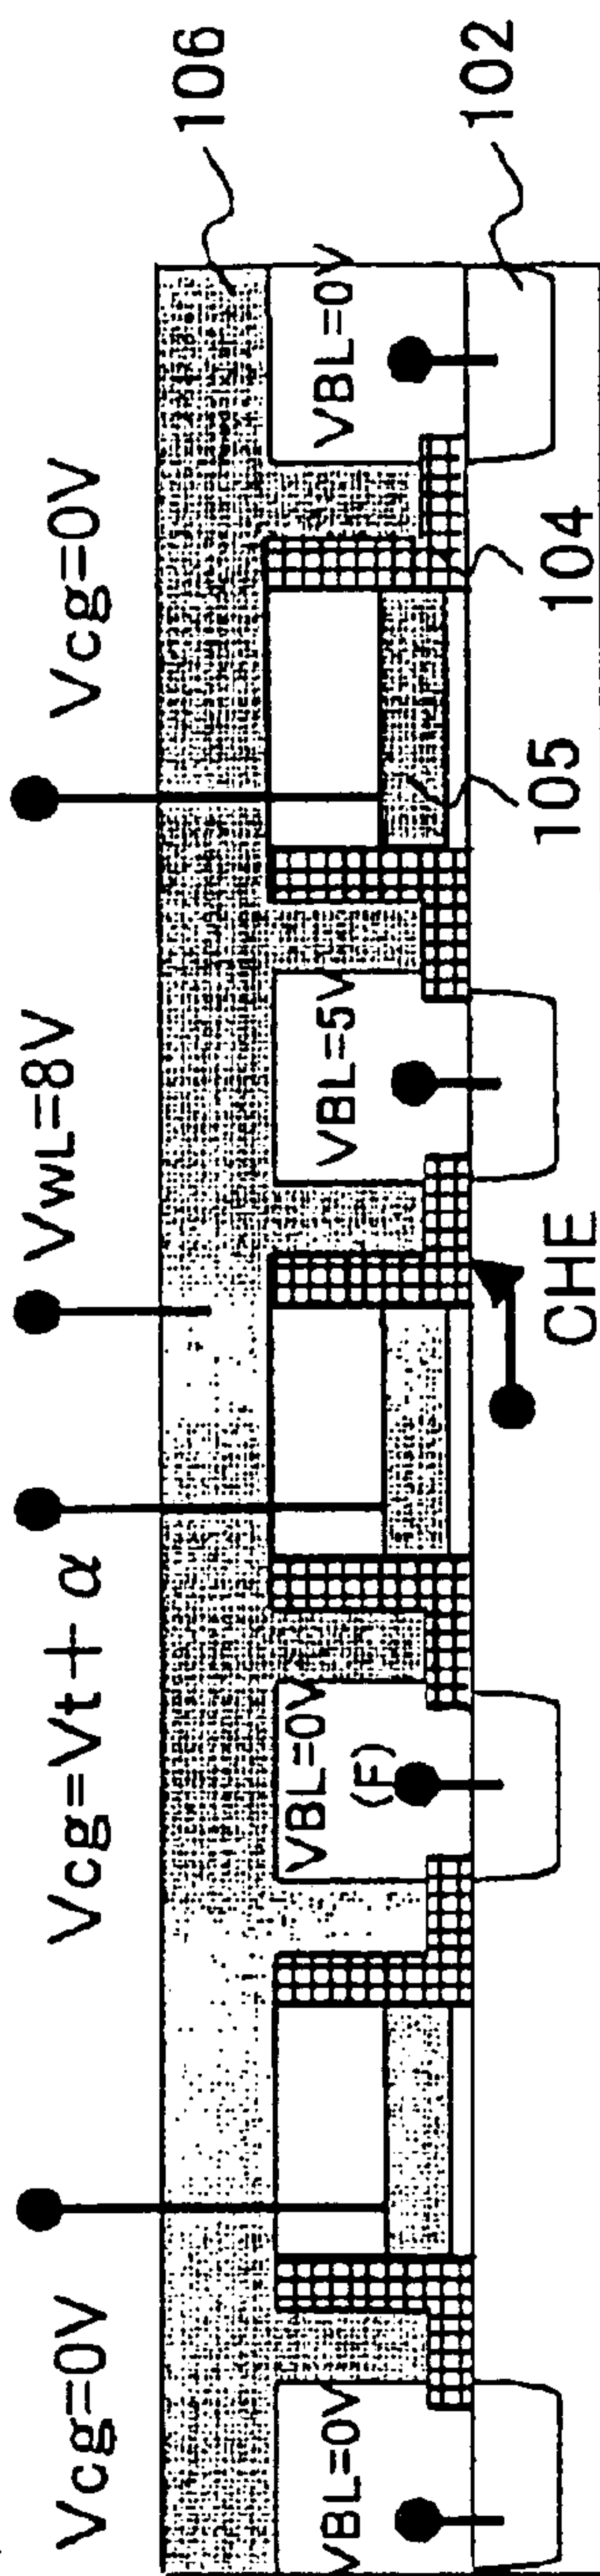 Vcg=0V
Vcg=Vt+α
VWL=8V
Vcg=0V
106
VBL=0V
VBL=0V
(F)
VBL=5V
VBL=0V
102
CHE
105
104